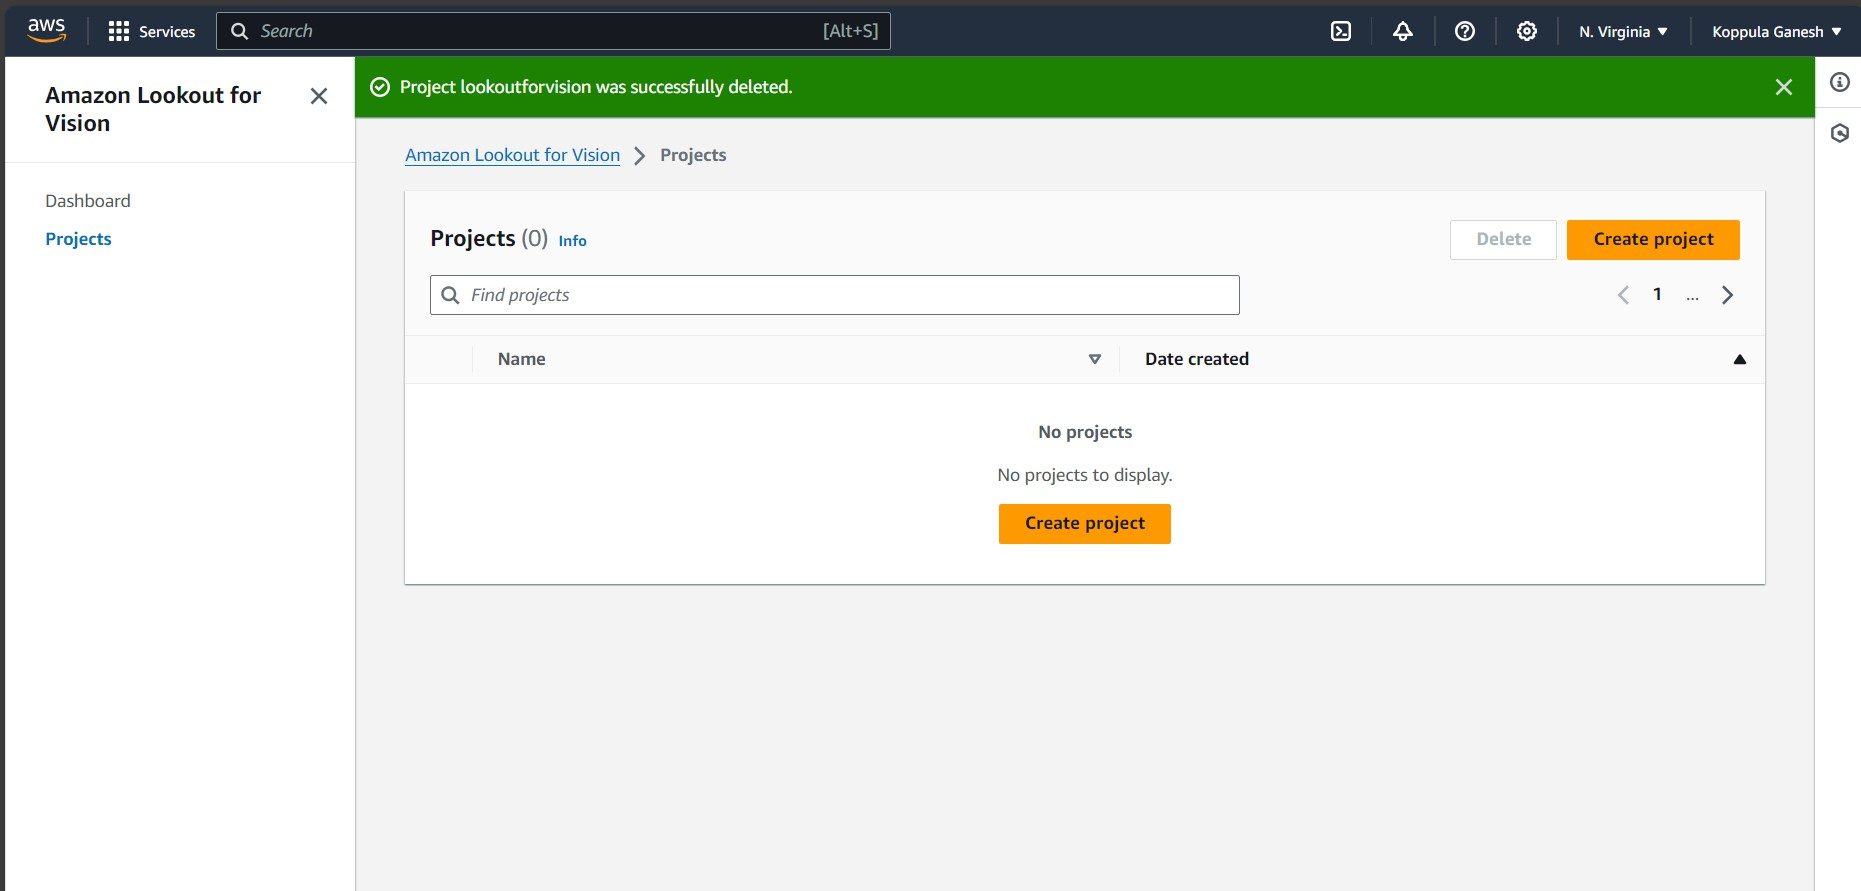 aws
Services
Search
[Alt+S]
N. Virginia
Koppula Ganesh
Amazon Lookout for
Vision
Dashboard
Projects
Project lookoutforvision was successfully deleted.
Amazon Lookout for Vision
Projects
Projects (0) Info
Delete
Create project
Find projects
1 ...
Name
Date created
No projects
No projects to display.
Create project